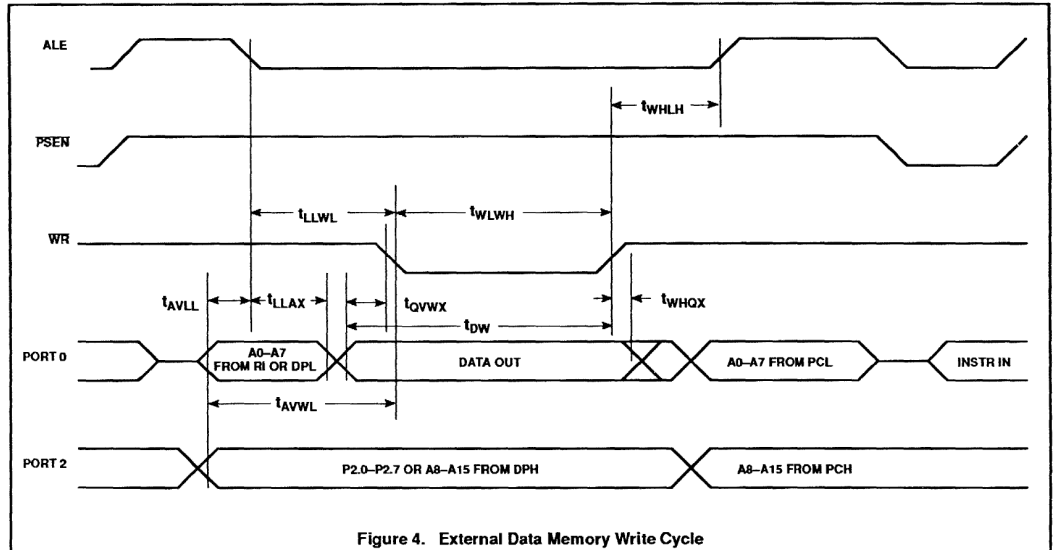 ALE
tWHLH
PSEN
tLLWL
tWLWH
WR
tAVLL
tLLAX
tQVWX
tWHQX
tDW
PORT 0
A0–A7
FROM RI OR DPL
DATA OUT
A0–A7 FROM PCL
INSTR IN
tAVWL
PORT 2
P2.0–P2.7 OR A8–A15 FROM DPH
A8–A15 FROM PCH
Figure 4. External Data Memory Write Cycle